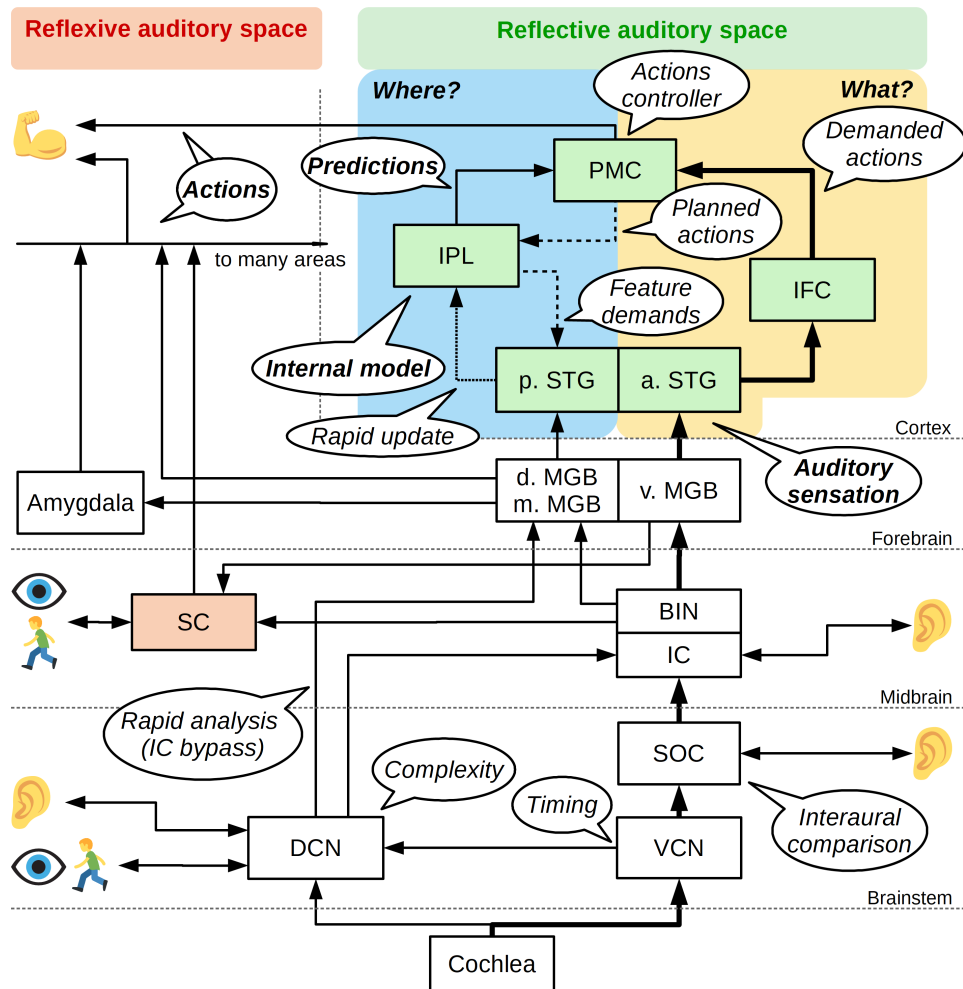 Reflexive auditory space
Reflective auditory space
Where?
What?
Actions
controller
Demanded
actions
Predictions
PMC
Actions
Planned
actions
IPL
to many areas
IFC
Feature
demands
Internal model
p. STG
a. STG
Rapid update
Cortex
Auditory
sensation
d. MGB
m. MGB
v. MGB
Amygdala
Forebrain
BIN
SC
IC
Midbrain
Rapid analysis
(IC bypass)
SOC
Complexity
Timing
Interaural
comparison
DCN
VCN
Brainstem
Cochlea